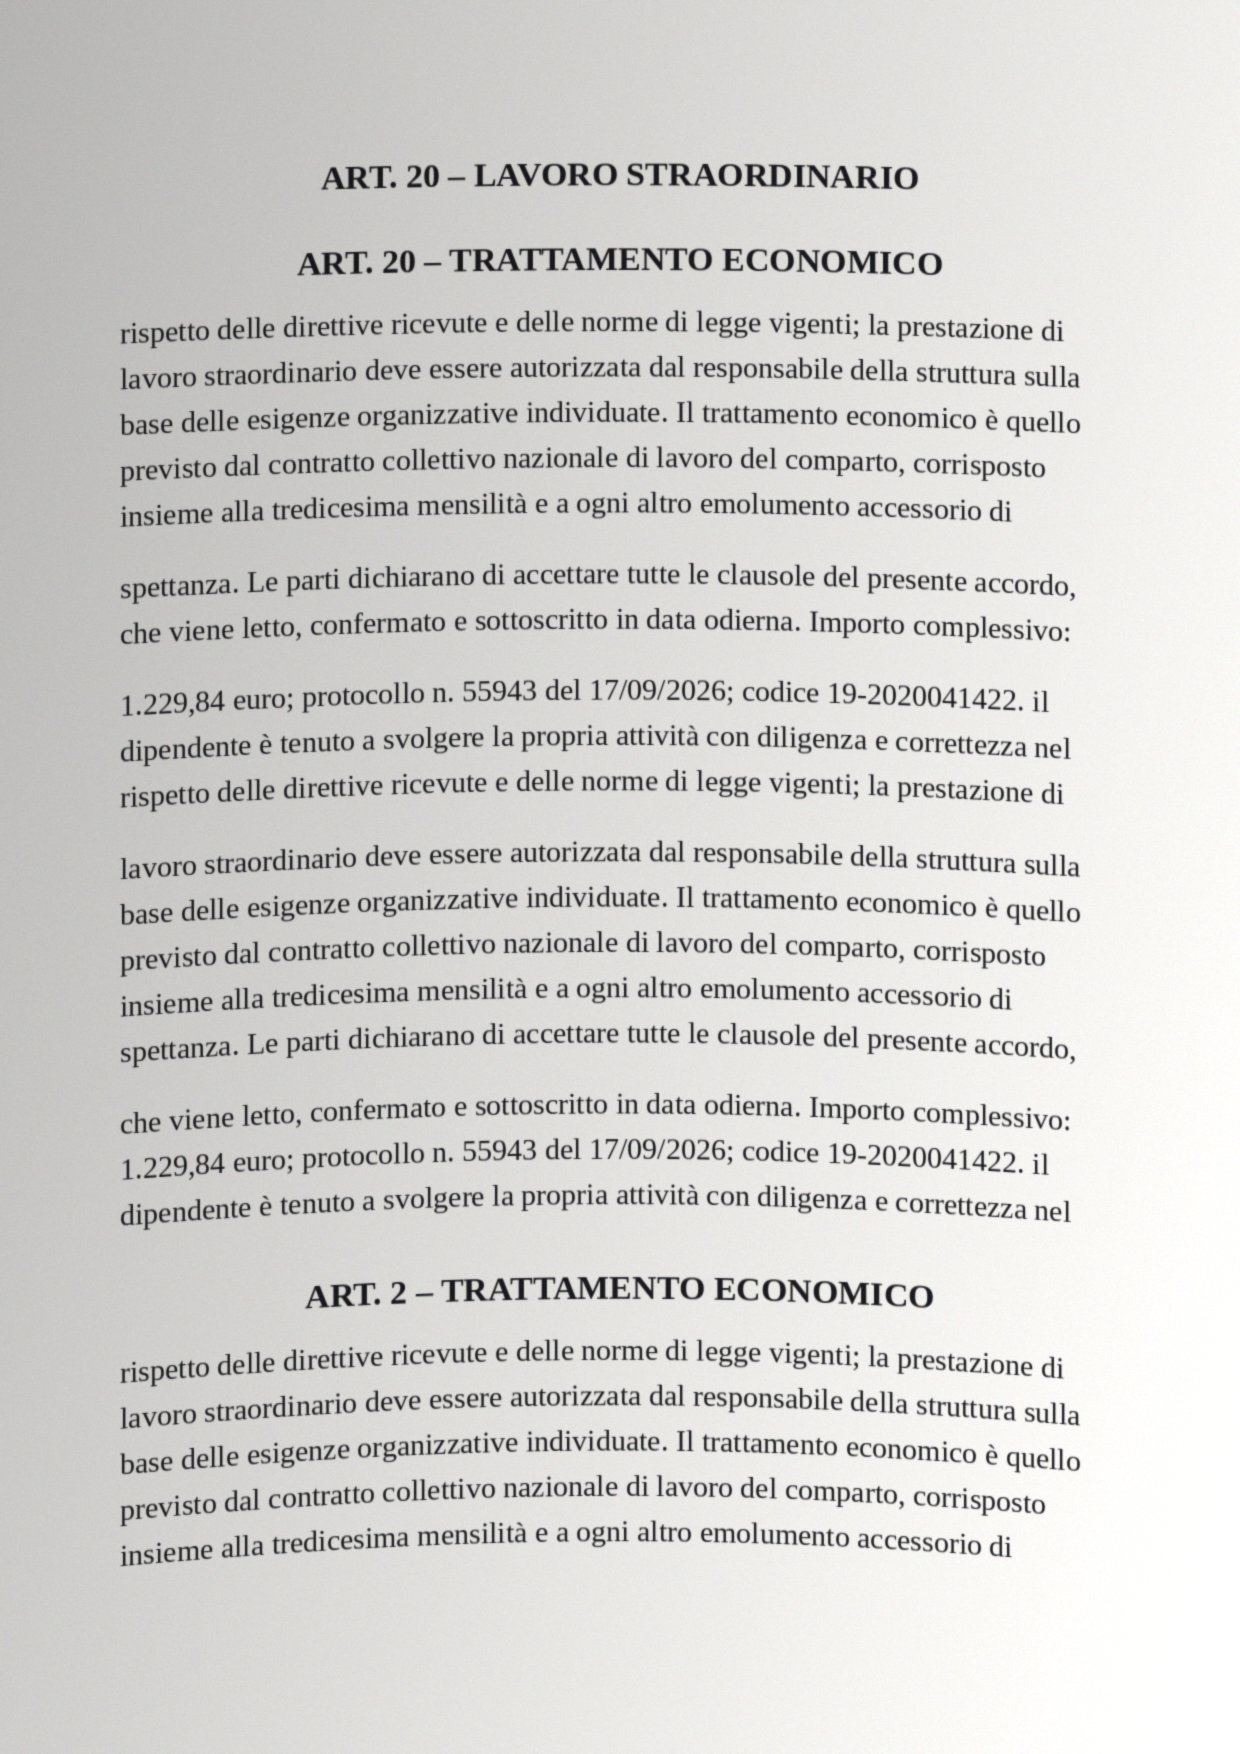 ART. 20 – LAVORO STRAORDINARIO
ART. 20 – TRATTAMENTO ECONOMICO
rispetto delle direttive ricevute e delle norme di legge vigenti; la prestazione di
lavoro straordinario deve essere autorizzata dal responsabile della struttura sulla
base delle esigenze organizzative individuate. Il trattamento economico è quello
previsto dal contratto collettivo nazionale di lavoro del comparto, corrisposto
insieme alla tredicesima mensilità e a ogni altro emolumento accessorio di
spettanza. Le parti dichiarano di accettare tutte le clausole del presente accordo,
che viene letto, confermato e sottoscritto in data odierna. Importo complessivo:
1.229,84 euro; protocollo n. 55943 del 17/09/2026; codice 19-2020041422. il
dipendente è tenuto a svolgere la propria attività con diligenza e correttezza nel
rispetto delle direttive ricevute e delle norme di legge vigenti; la prestazione di
lavoro straordinario deve essere autorizzata dal responsabile della struttura sulla
base delle esigenze organizzative individuate. Il trattamento economico è quello
previsto dal contratto collettivo nazionale di lavoro del comparto, corrisposto
insieme alla tredicesima mensilità e a ogni altro emolumento accessorio di
spettanza. Le parti dichiarano di accettare tutte le clausole del presente accordo,
che viene letto, confermato e sottoscritto in data odierna. Importo complessivo:
1.229,84 euro; protocollo n. 55943 del 17/09/2026; codice 19-2020041422. il
dipendente è tenuto a svolgere la propria attività con diligenza e correttezza nel
ART. 2 – TRATTAMENTO ECONOMICO
rispetto delle direttive ricevute e delle norme di legge vigenti; la prestazione di
lavoro straordinario deve essere autorizzata dal responsabile della struttura sulla
base delle esigenze organizzative individuate. Il trattamento economico è quello
previsto dal contratto collettivo nazionale di lavoro del comparto, corrisposto
insieme alla tredicesima mensilità e a ogni altro emolumento accessorio di